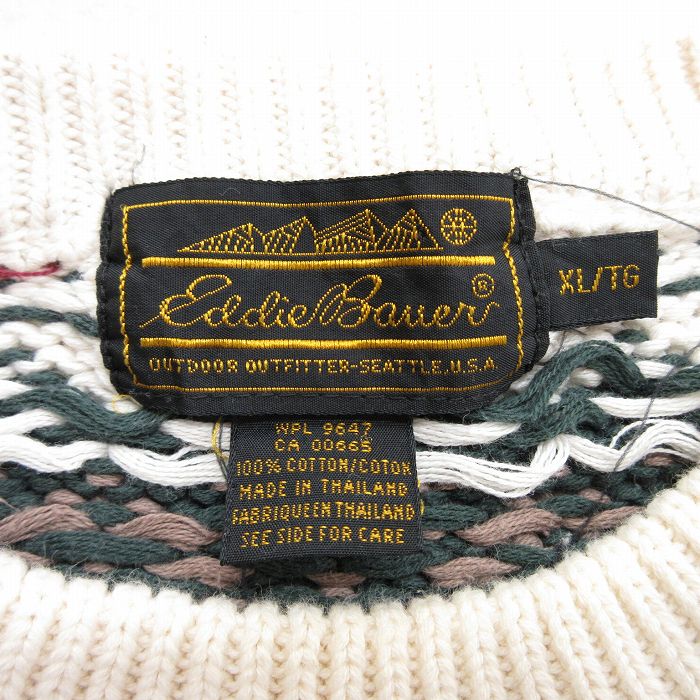 Eddie Bauer®
OUTDOOR OUTFITTER-SEATTLE, U.S.A.
XL/TG
WPL 9647
CA 00665
100% COTTON/COTON
MADE IN THAILAND
FABRIQUEEN THAILAND
SEE SIDE FOR CARE